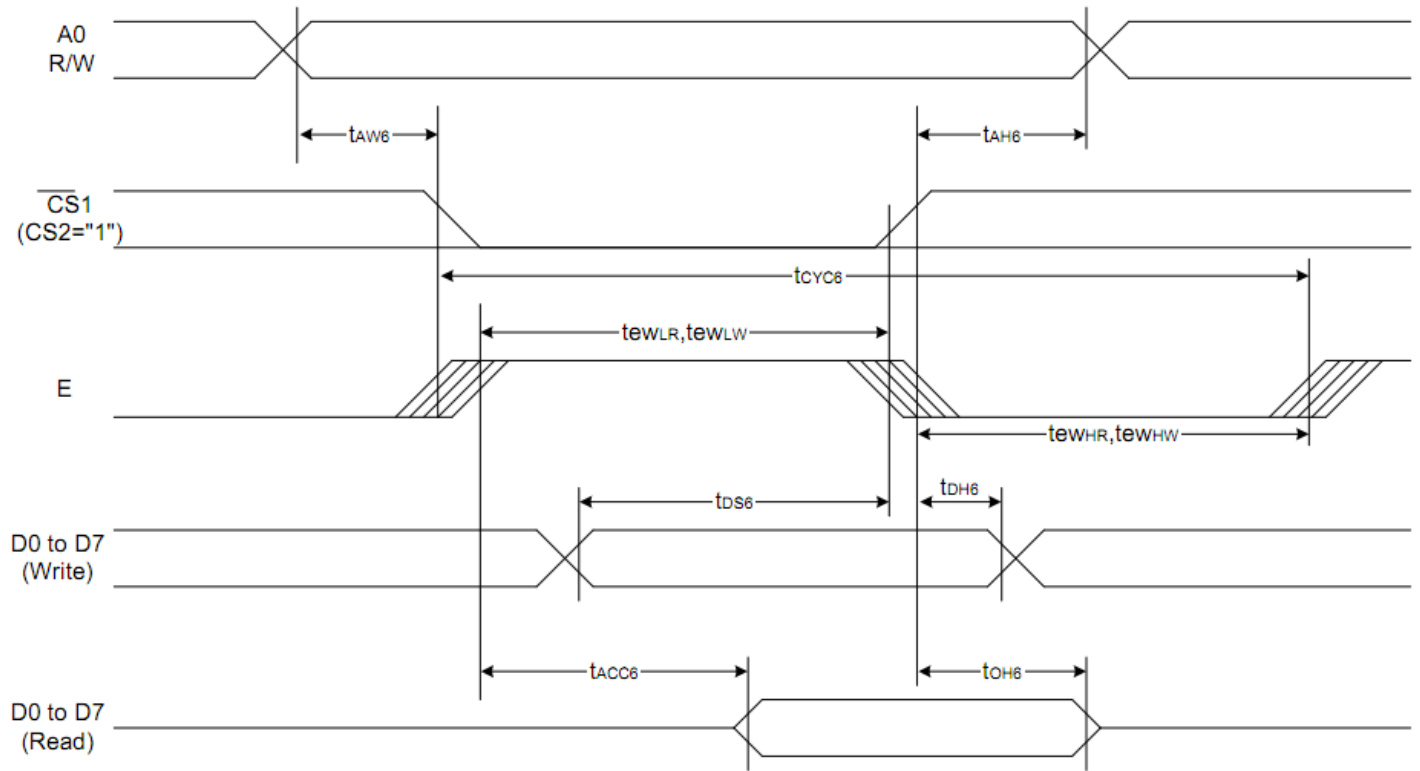 A0
R/W
tAW6
tAH6
CS1
(CS2="1")
tCYC6
tewLR,tewLW
E
tewHR,tewHW
tDS6
tDH6
D0 to D7
(Write)
tACC6
tOH6
D0 to D7
(Read)